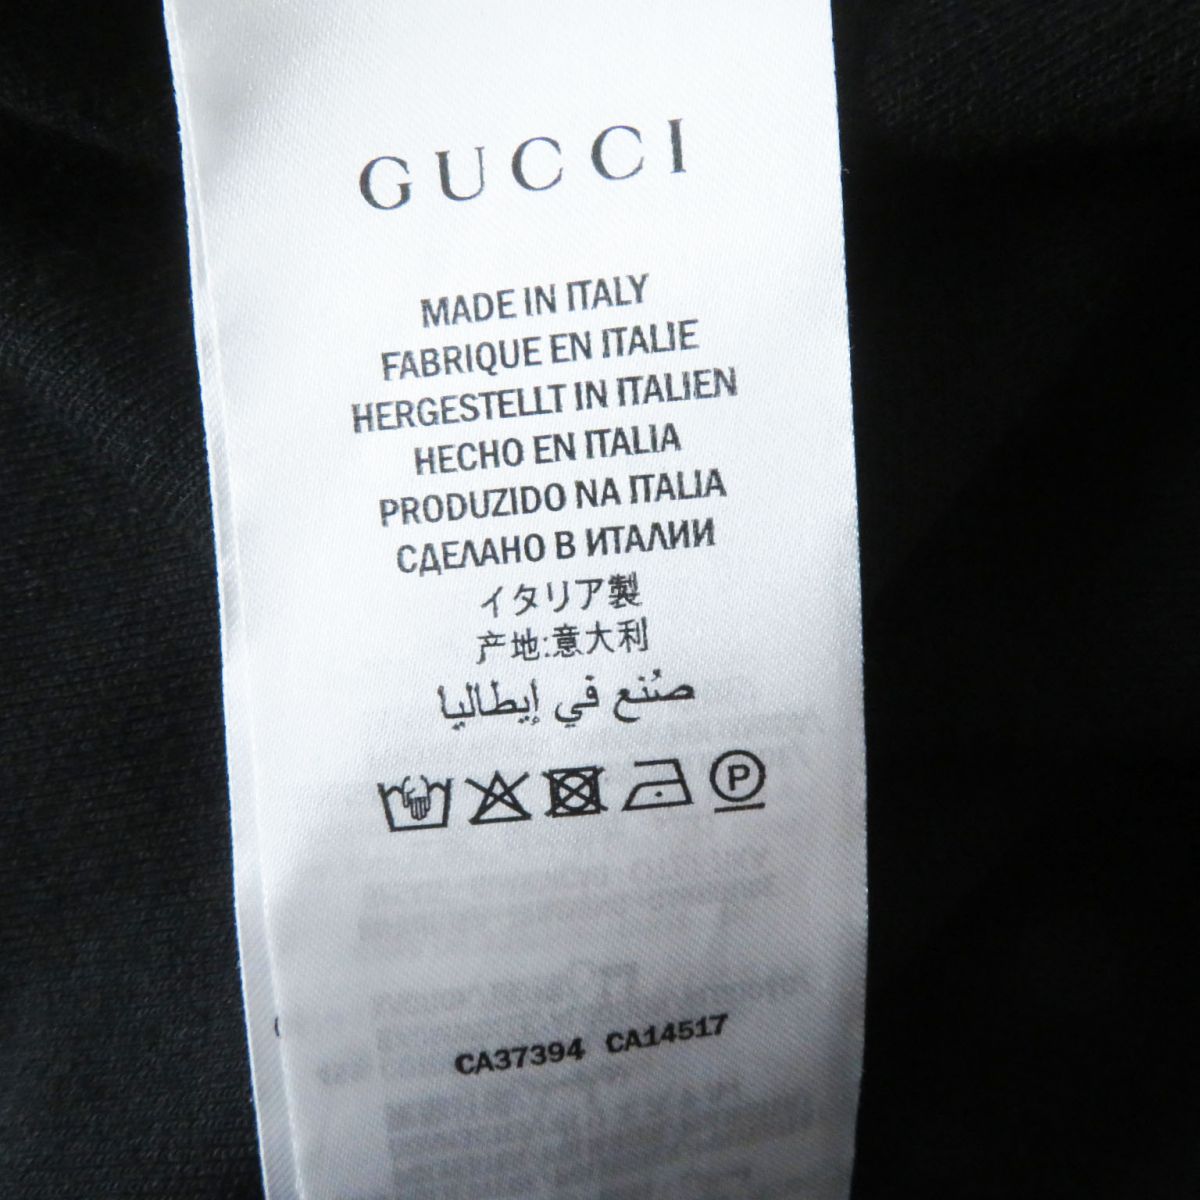 GUCCI
MADE IN ITALY
FABRIQUE EN ITALIE
HERGESTELLT IN ITALIEN
HECHO EN ITALIA
PRODUZIDO NA ITALIA
СДЕЛАНО В ИТАЛИИ
イタリア製
产地:意大利
صُنع في إيطاليا
P
CA37394 CA14517